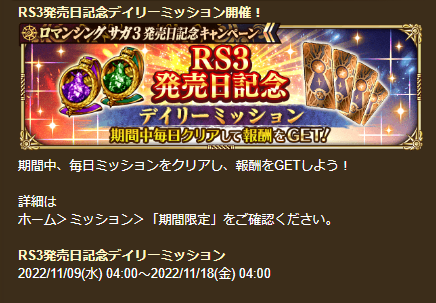 RS3発売日記念デイリーミッション開催！
ロマンシング サガ3 発売日記念キャンペーン
RS3
発売日記念
デイリーミッション
期間中毎日クリアして報酬をGET!
期間中、毎日ミッションをクリアし、報酬をGETしよう！
詳細は
ホーム＞ミッション＞「期間限定」をご確認ください。
RS3発売日記念デイリーミッション
2022/11/09(水) 04:00～2022/11/18(金) 04:00